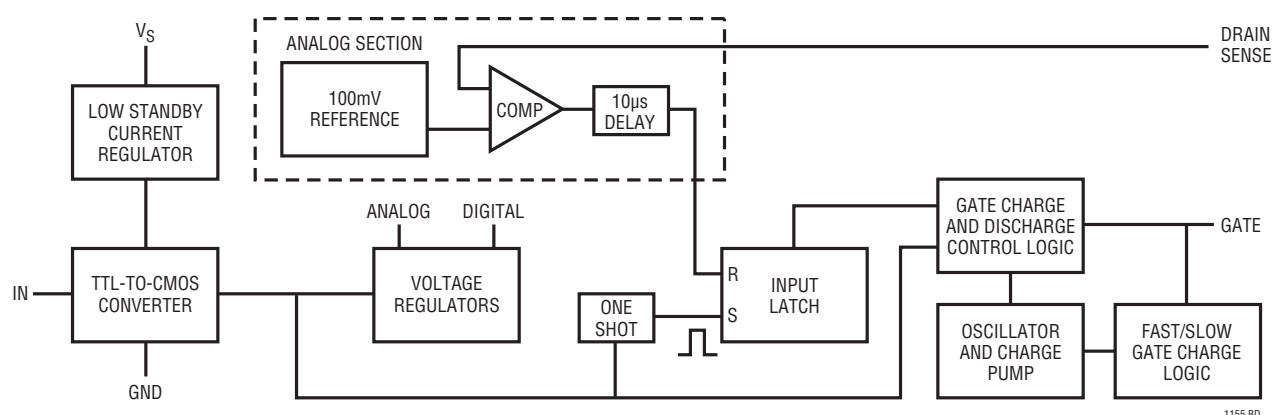 V_S
ANALOG SECTION
DRAIN
SENSE
LOW STANDBY
CURRENT
REGULATOR
100mV
REFERENCE
COMP
10µs
DELAY
ANALOG
DIGITAL
GATE CHARGE
AND DISCHARGE
CONTROL LOGIC
GATE
IN
TTL-TO-CMOS
CONVERTER
VOLTAGE
REGULATORS
R
S
INPUT
LATCH
ONE
SHOT
OSCILLATOR
AND CHARGE
PUMP
FAST/SLOW
GATE CHARGE
LOGIC
GND
1155 BD